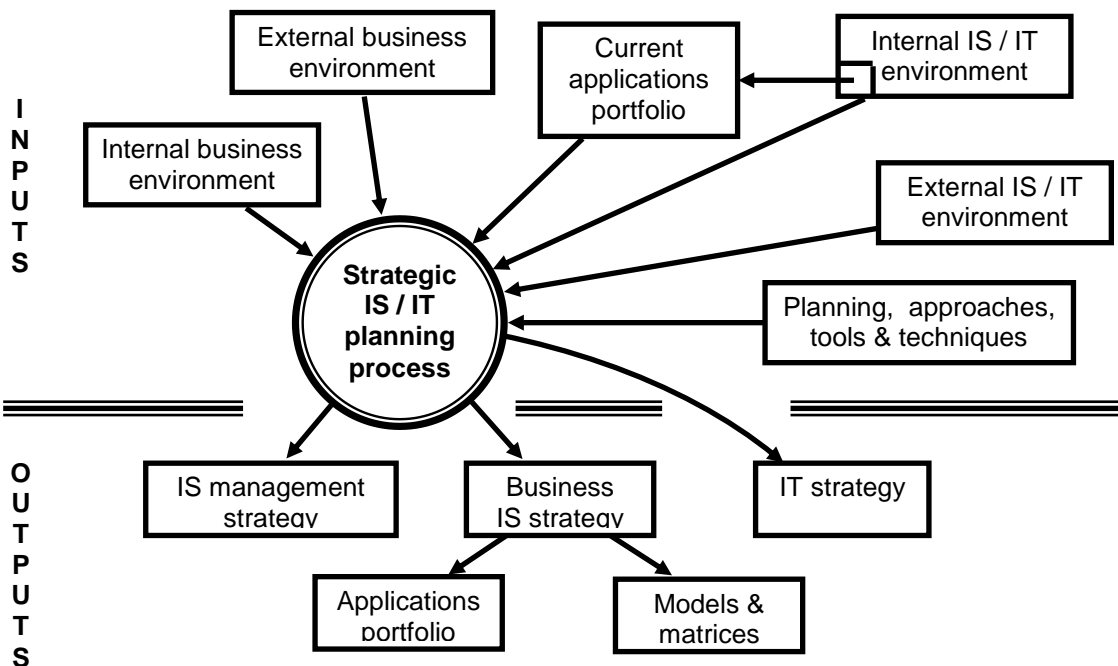 INPUTS
External business
environment
Current
applications
portfolio
Internal IS / IT
environment
Internal business
environment
External IS / IT
environment
Strategic
IS / IT
planning
process
Planning, approaches,
tools & techniques
OUTPUTS
IS management
strategy
Business
IS strategy
IT strategy
Applications
portfolio
Models &
matrices